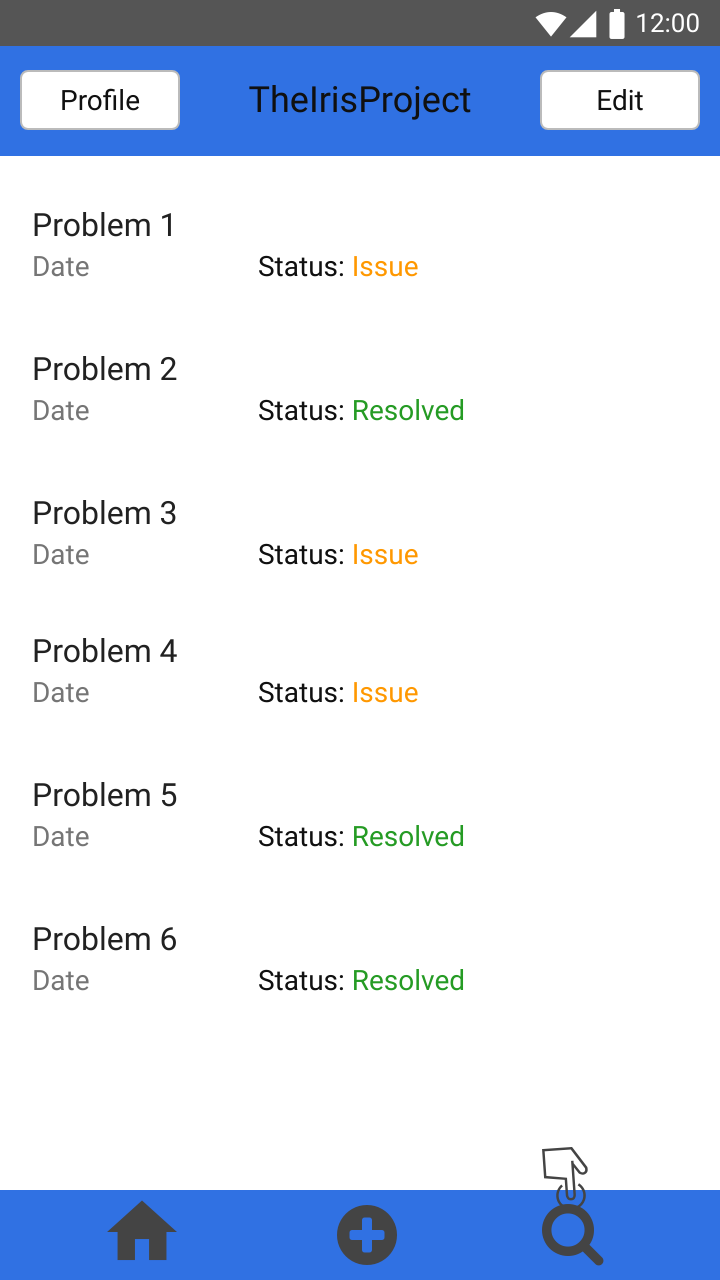 12:00
Profile TheIrisProject Edit
Problem 1
Date Status: Issue
Problem 2
Date Status: Resolved
Problem 3
Date Status: Issue
Problem 4
Date Status: Issue
Problem 5
Date Status: Resolved
Problem 6
Date Status: Resolved